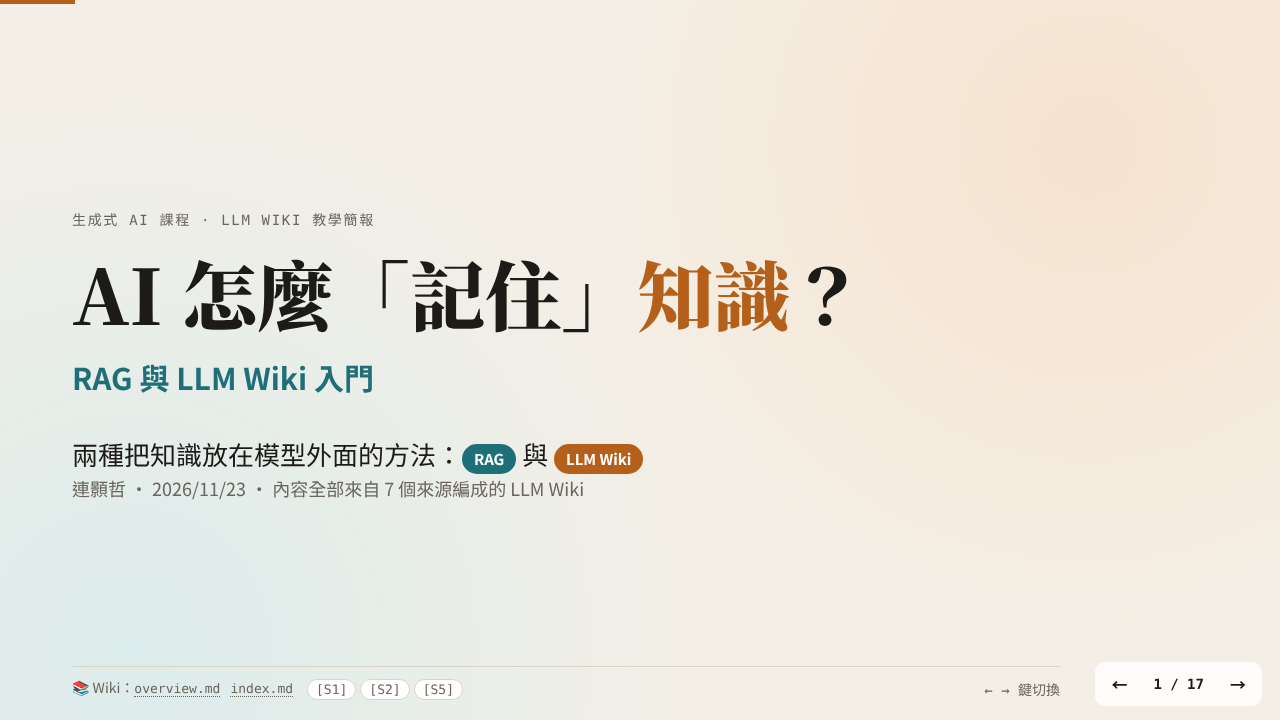 生成式 AI 課程 · LLM WIKI 教學簡報
AI 怎麼「記住」知識？
RAG 與 LLM Wiki 入門
兩種把知識放在模型外面的方法：RAG 與 LLM Wiki
連顥哲 · 2026/11/23 · 內容全部來自 7 個來源編成的 LLM Wiki
📚 Wiki：overview.md index.md [S1] [S2] [S5]
← → 鍵切換
← 1 / 17 →